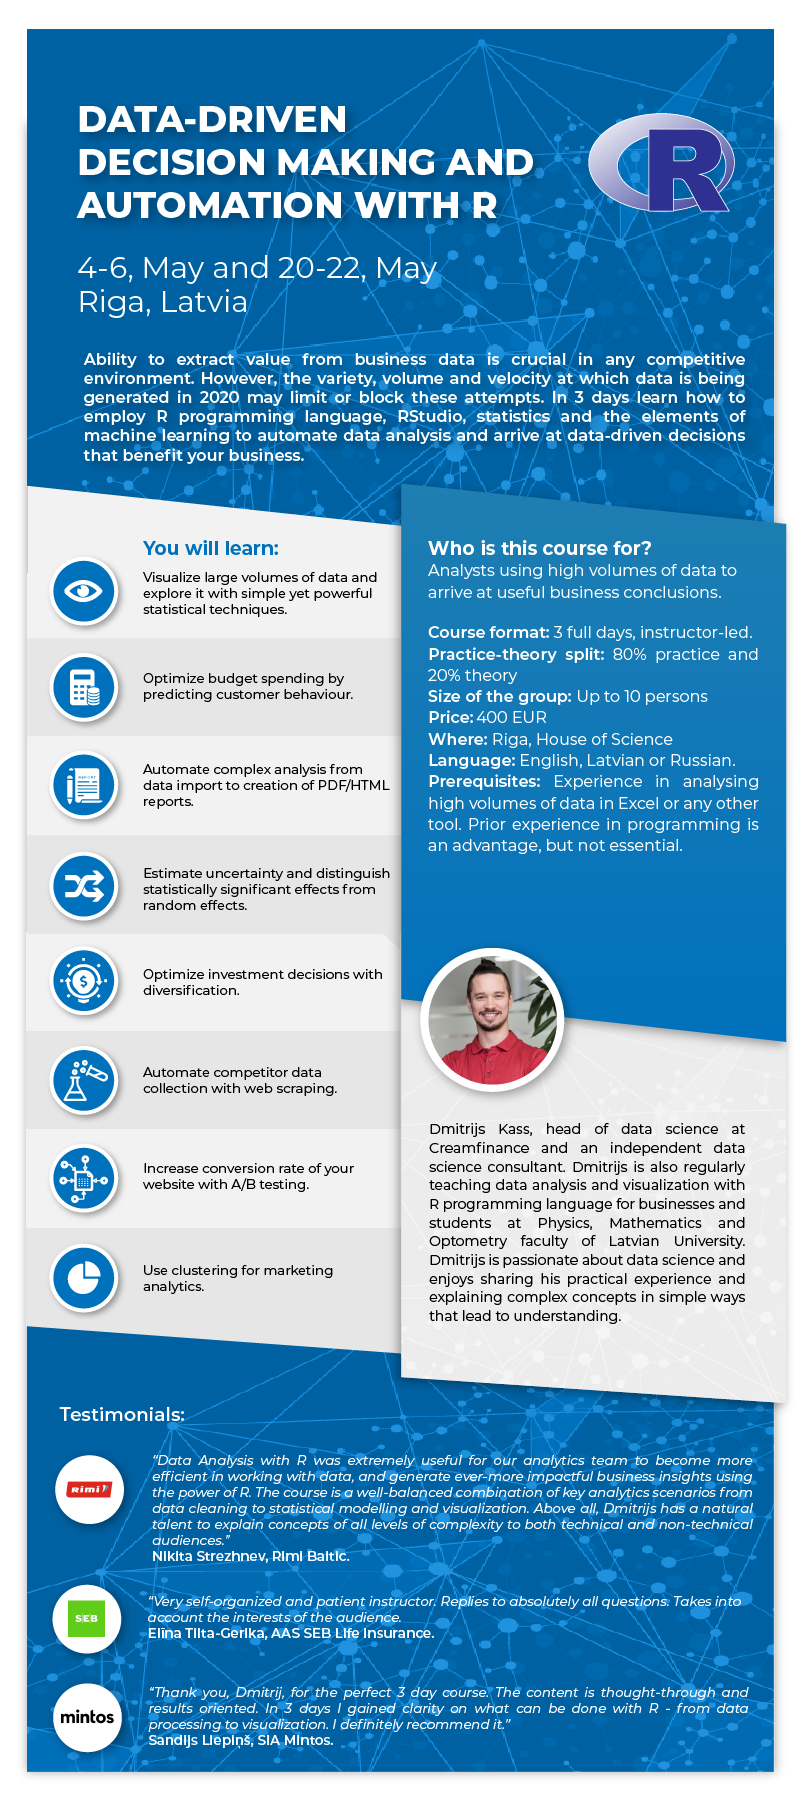 DATA-DRIVEN
DECISION MAKING AND
AUTOMATION WITH R
R
4-6, May and 20-22, May
Riga, Latvia
Ability to extract value from business data is crucial in any competitive
environment. However, the variety, volume and velocity at which data is being
generated in 2020 may limit or block these attempts. In 3 days learn how to
employ R programming language, RStudio, statistics and the elements of
machine learning to automate data analysis and arrive at data-driven decisions
that benefit your business.
You will learn:
Visualize large volumes of data and
explore it with simple yet powerful
statistical techniques.
Optimize budget spending by
predicting customer behaviour.
REPORT
Automate complex analysis from
data import to creation of PDF/HTML
reports.
Estimate uncertainty and distinguish
statistically significant effects from
random effects.
$
Optimize investment decisions with
diversification.
Automate competitor data
collection with web scraping.
Increase conversion rate of your
website with A/B testing.
Use clustering for marketing
analytics.
Who is this course for?
Analysts using high volumes of data to
arrive at useful business conclusions.
Course format: 3 full days, instructor-led.
Practice-theory split: 80% practice and
20% theory
Size of the group: Up to 10 persons
Price: 400 EUR
Where: Riga, House of Science
Language: English, Latvian or Russian.
Prerequisites: Experience in analysing
high volumes of data in Excel or any other
tool. Prior experience in programming is
an advantage, but not essential.
Dmitrijs Kass, head of data science at
Creamfinance and an independent data
science consultant. Dmitrijs is also regularly
teaching data analysis and visualization with
R programming language for businesses and
students at Physics, Mathematics and
Optometry faculty of Latvian University.
Dmitrijs is passionate about data science and
enjoys sharing his practical experience and
explaining complex concepts in simple ways
that lead to understanding.
Testimonials:
Rimi
“Data Analysis with R was extremely useful for our analytics team to become more
efficient in working with data, and generate ever-more impactful business insights using
the power of R. The course is a well-balanced combination of key analytics scenarios from
data cleaning to statistical modelling and visualization. Above all, Dmitrijs has a natural
talent to explain concepts of all levels of complexity to both technical and non-technical
audiences.”
Nikita Strezhnev, Rimi Baltic.
SEB
“Very self-organized and patient instructor. Replies to absolutely all questions. Takes into
account the interests of the audience.
Elīna Tilta-Gerika, AAS SEB Life Insurance.
mintos
“Thank you, Dmitrij, for the perfect 3 day course. The content is thought-through and
results oriented. In 3 days I gained clarity on what can be done with R - from data
processing to visualization. I definitely recommend it.”
Sandijs Liepiņš, SIA Mintos.